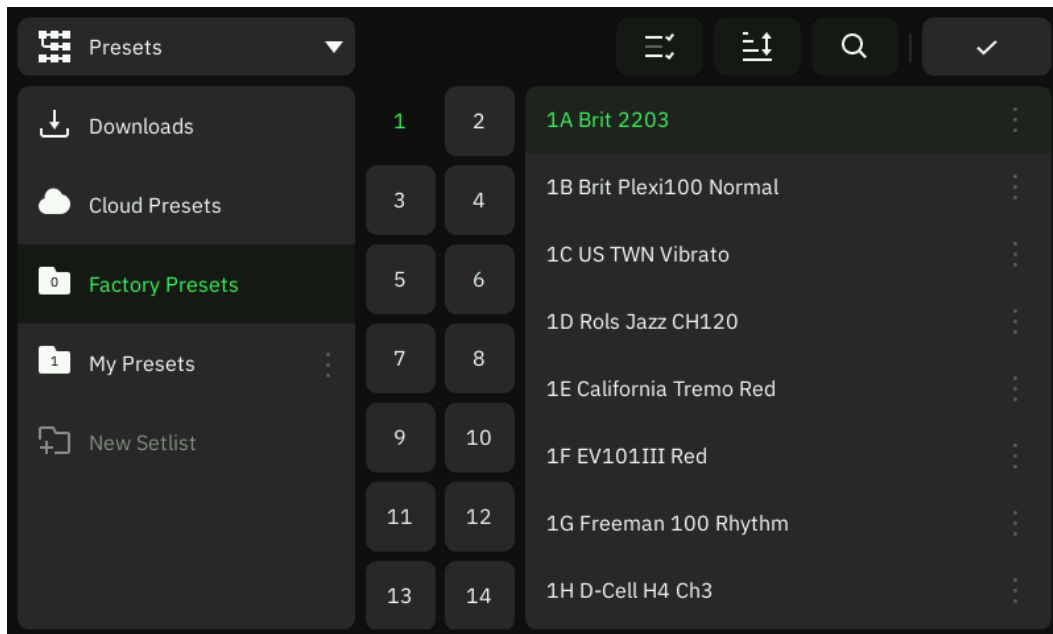 Presets
Downloads
Cloud Presets
0
Factory Presets
1
My Presets
New Setlist
1
2
3
4
5
6
7
8
9
10
11
12
13
14
1A Brit 2203
1B Brit Plexi100 Normal
1C US TWN Vibrato
1D Rols Jazz CH120
1E California Tremo Red
1F EV101III Red
1G Freeman 100 Rhythm
1H D-Cell H4 Ch3